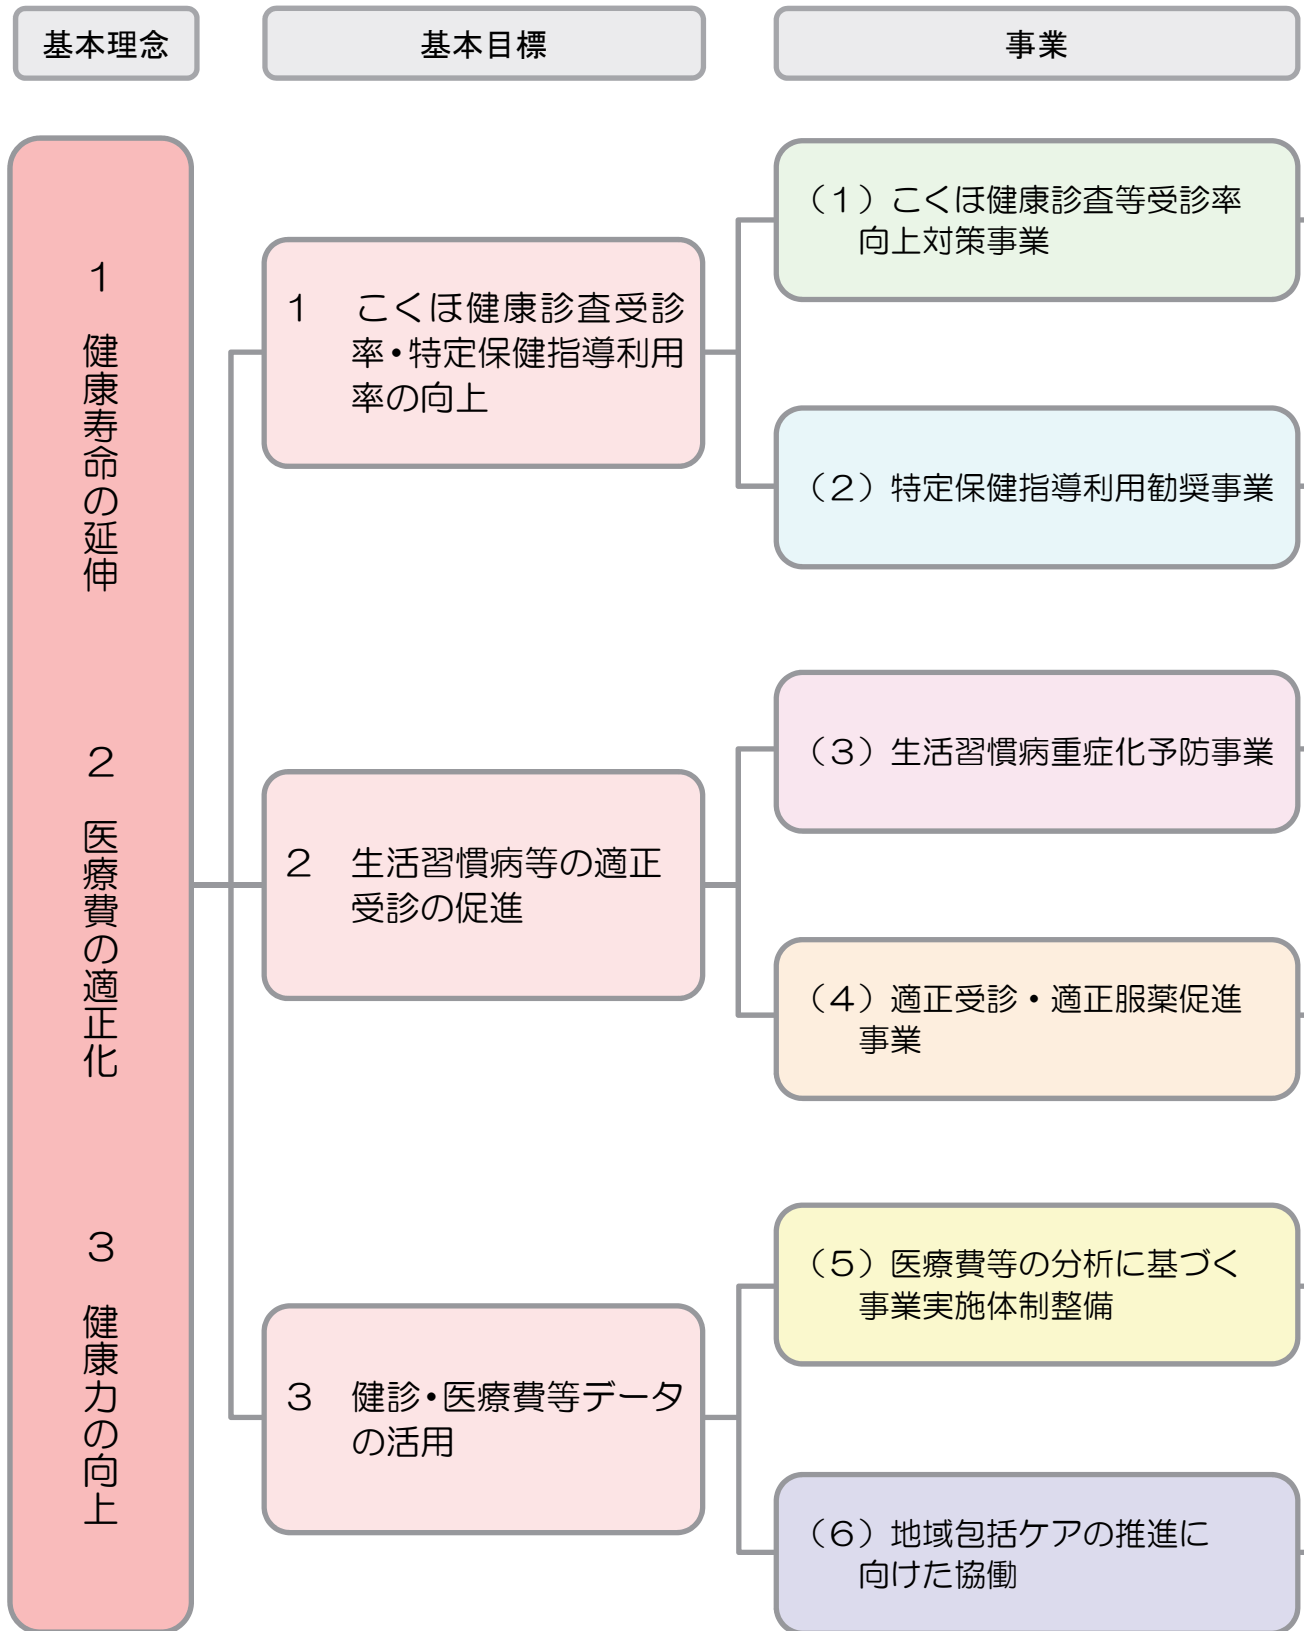 基本理念
基本目標
事業
1　健康寿命の延伸
2　医療費の適正化
3　健康力の向上
1　こくほ健康診査受診
率・特定保健指導利用
率の向上
2　生活習慣病等の適正
受診の促進
3　健診・医療費等データ
の活用
（1）こくほ健康診査等受診率
向上対策事業
（2）特定保健指導利用勧奨事業
（3）生活習慣病重症化予防事業
（4）適正受診・適正服薬促進
事業
（5）医療費等の分析に基づく
事業実施体制整備
（6）地域包括ケアの推進に
向けた協働